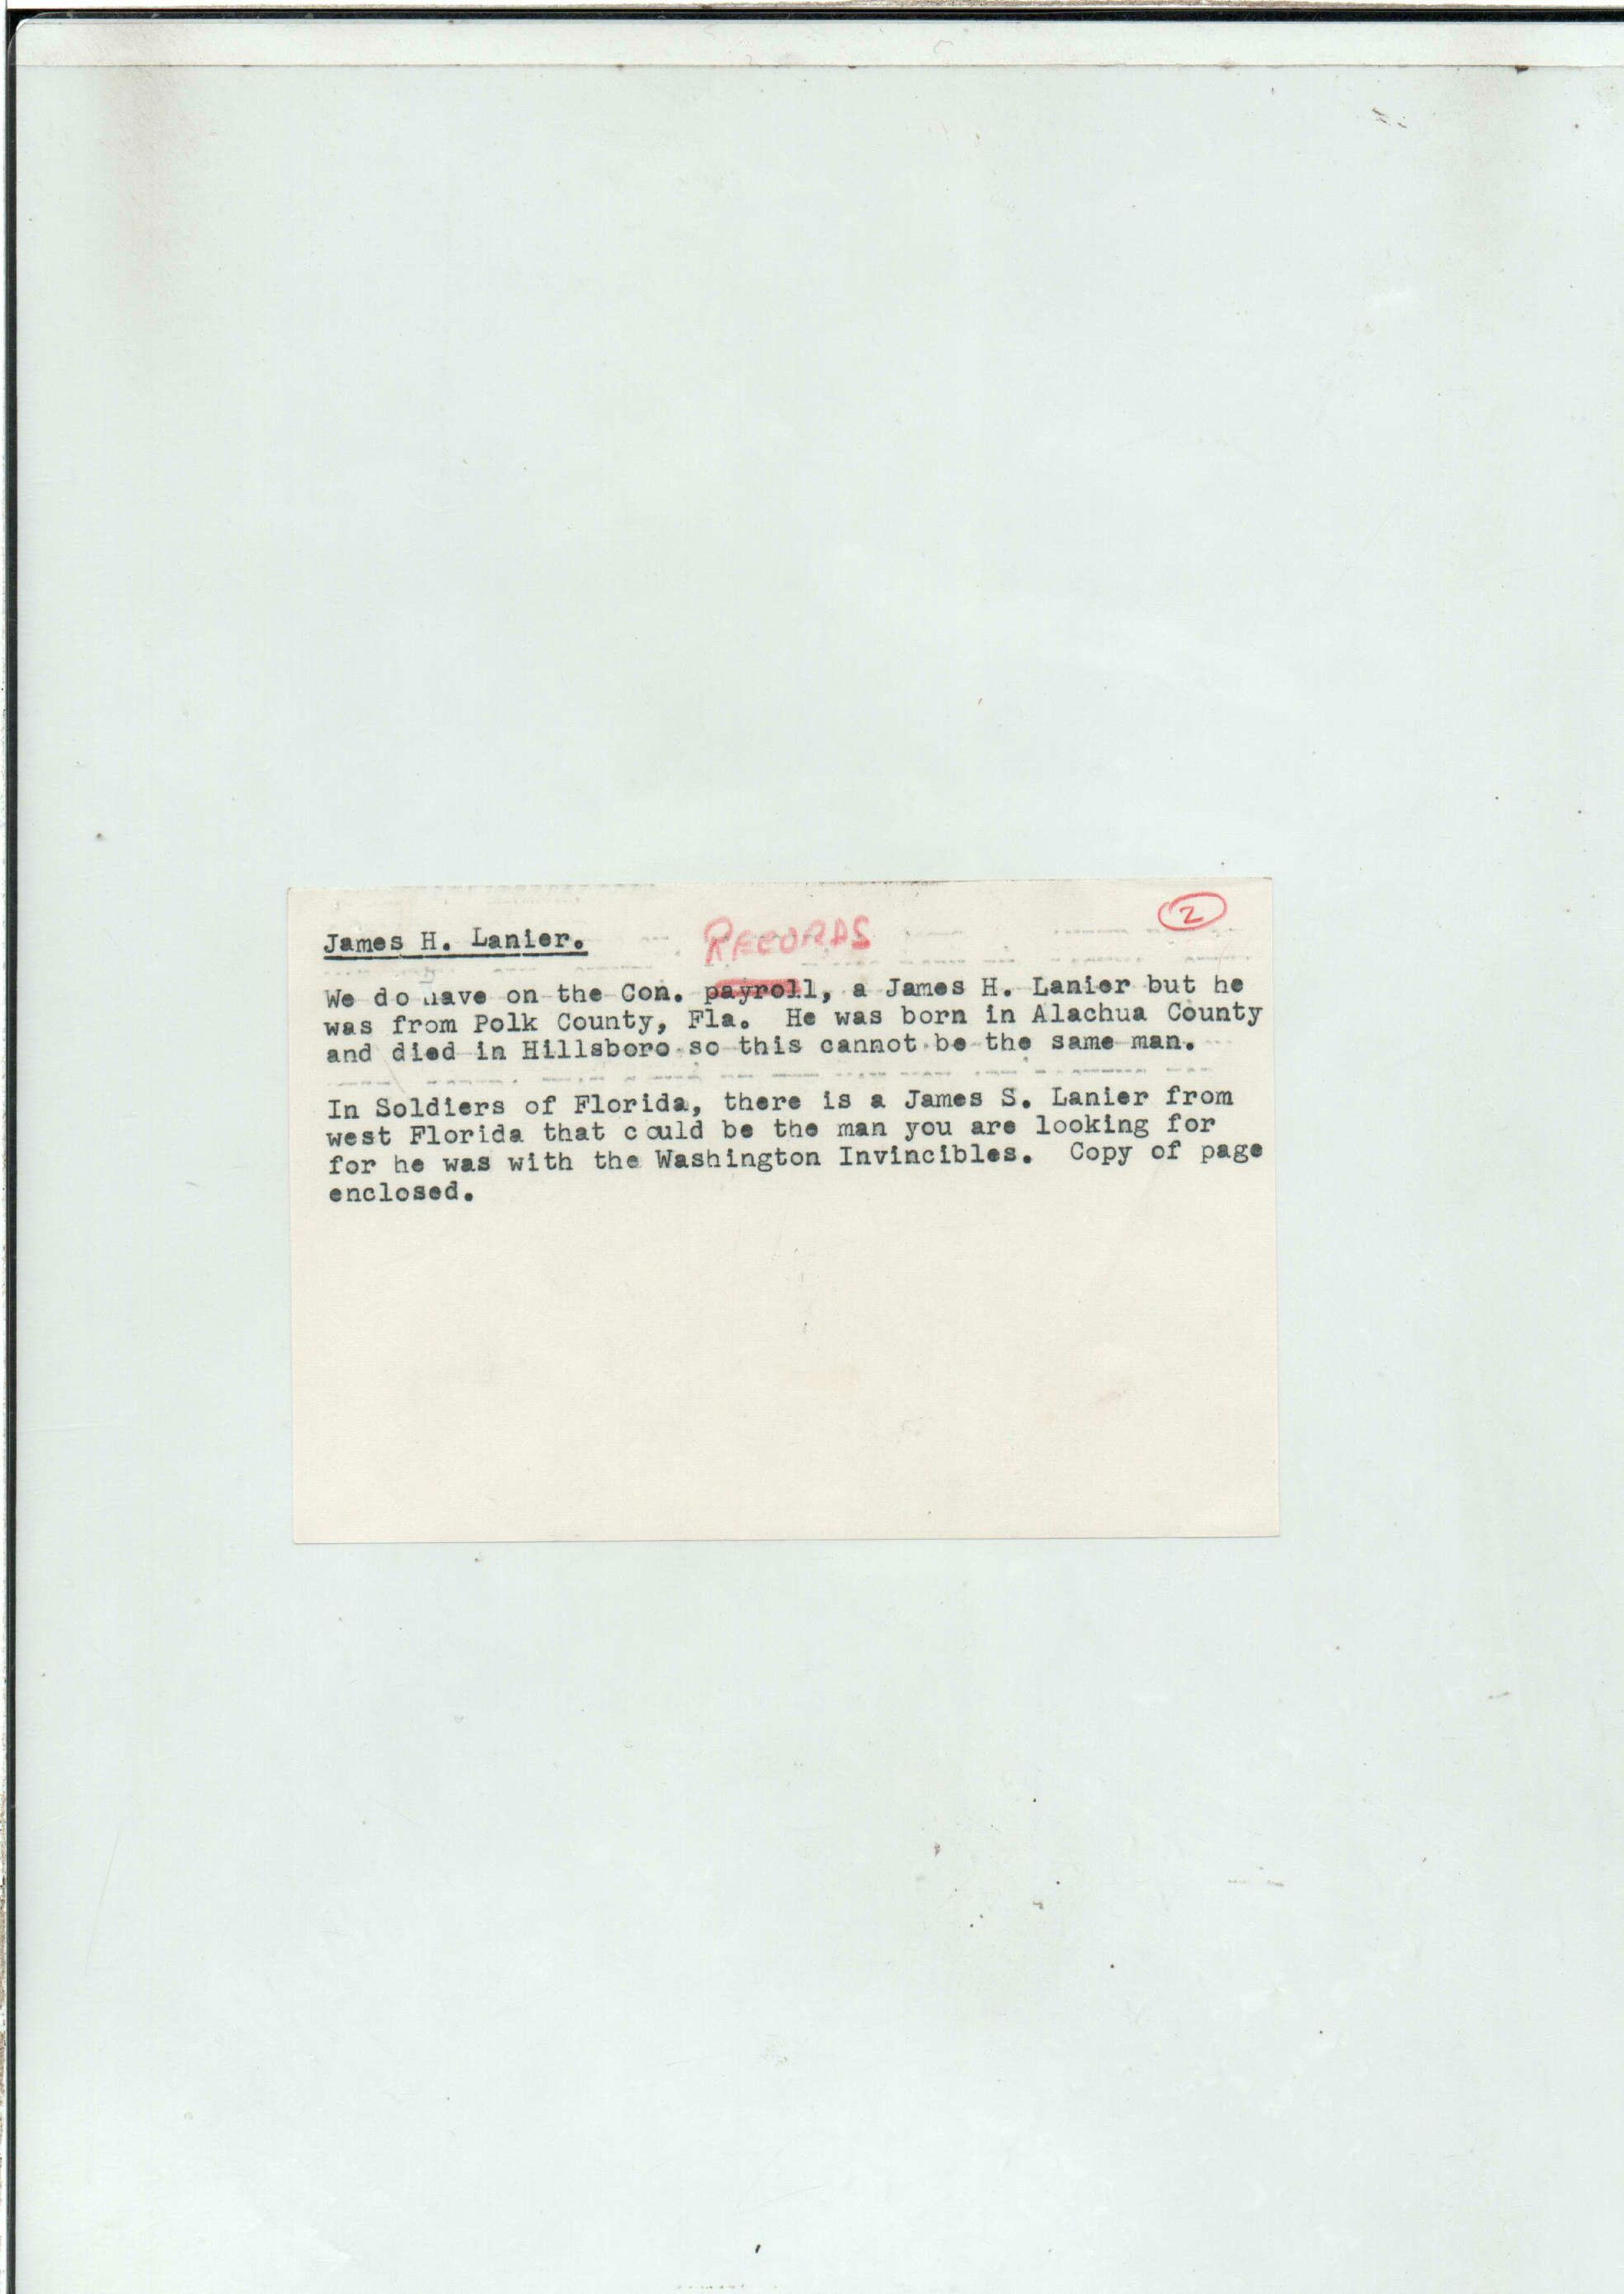 2
RECORDS
James H. Lanier.
We do have on the Con. payroll, a James H. Lanier but he
was from Polk County, Fla. He was born in Alachua County
and died in Hillsboro so this cannot be the same man.
In Soldiers of Florida, there is a James S. Lanier from
west Florida that could be the man you are looking for
for he was with the Washington Invincibles. Copy of page
enclosed.